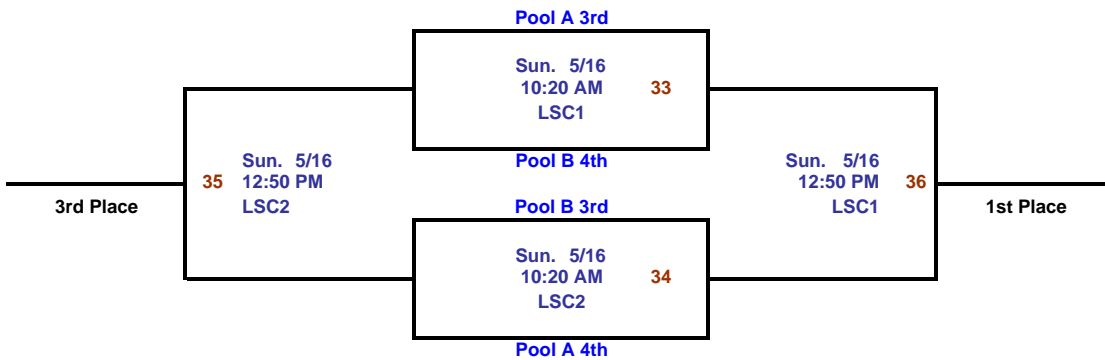 Pool A 3rd
Sun. 5/16
10:20 AM 33
LSC1
Pool B 4th
Sun. 5/16
35 12:50 PM
LSC2
3rd Place
Sun. 5/16
12:50 PM 36
LSC1
1st Place
Pool B 3rd
Sun. 5/16
10:20 AM 34
LSC2
Pool A 4th